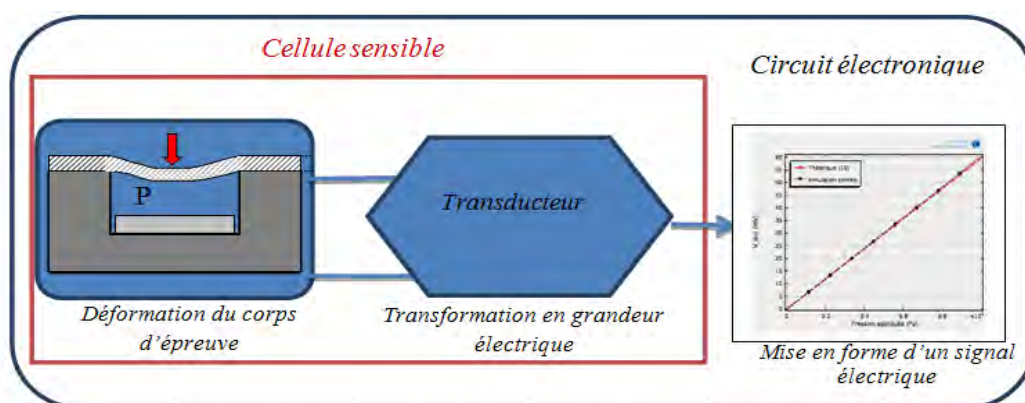 Cellule sensible
Circuit électronique
P
Transducteur
Déformation du corps
d'épreuve
Transformation en grandeur
électrique
Mise en forme d'un signal
électrique